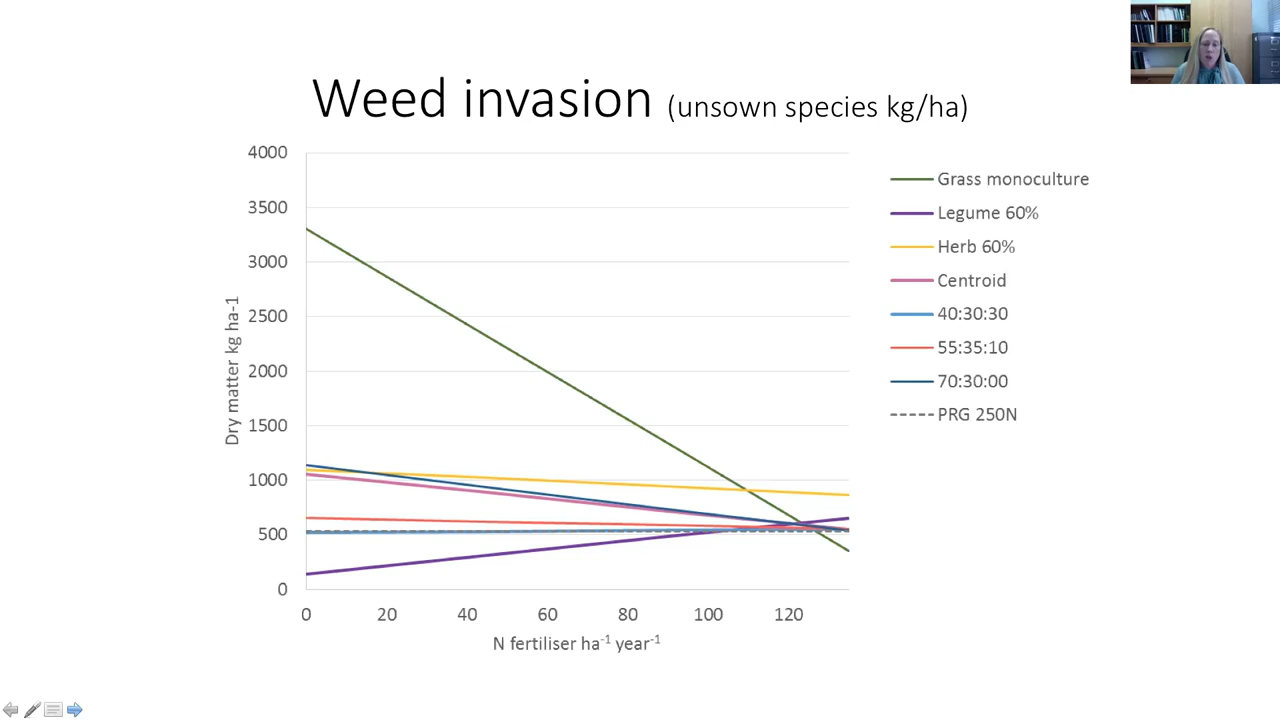 Weed invasion (unsown species kg/ha)
4000
3500
3000
2500
2000
1500
1000
500
0
Dry matter kg ha-1
0 20 40 60 80 100 120
N fertiliser ha-1 year-1
Grass monoculture
Legume 60%
Herb 60%
Centroid
40:30:30
55:35:10
70:30:00
PRG 250N